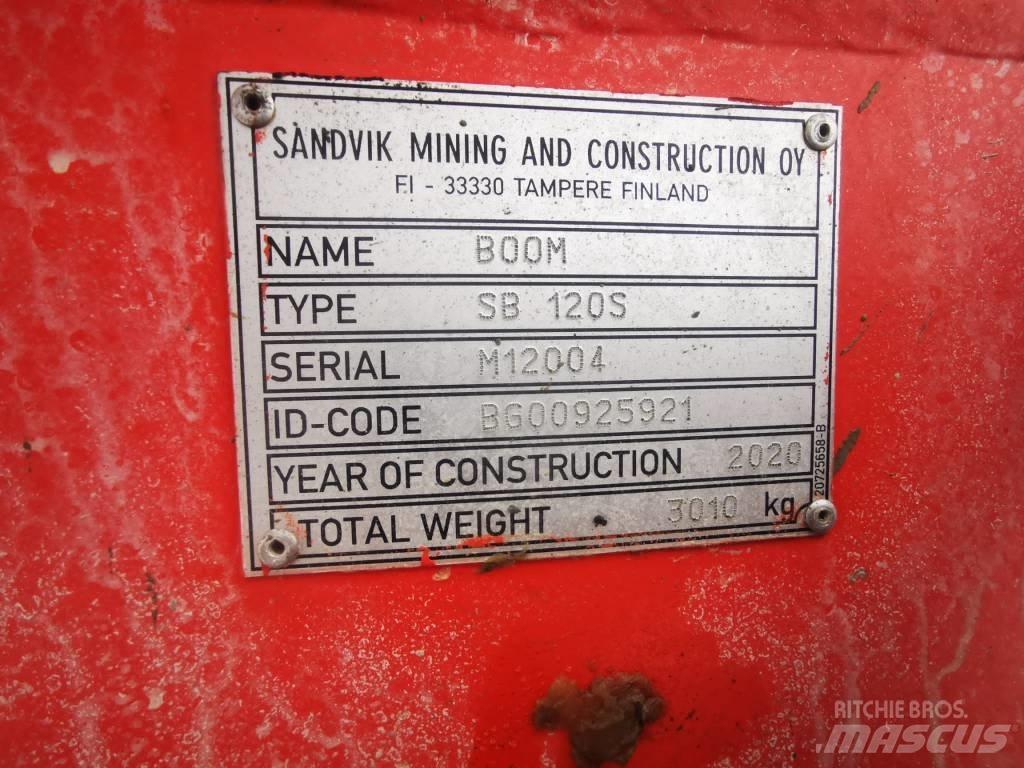 SANDVIK MINING AND CONSTRUCTION OY
FI - 33330 TAMPERE FINLAND
NAME BOOM
TYPE SB 120S
SERIAL M12004
ID-CODE BG00925921
YEAR OF CONSTRUCTION 2020
TOTAL WEIGHT 3010 kg
20725658-B
RITCHIE BROS.
MASCUS